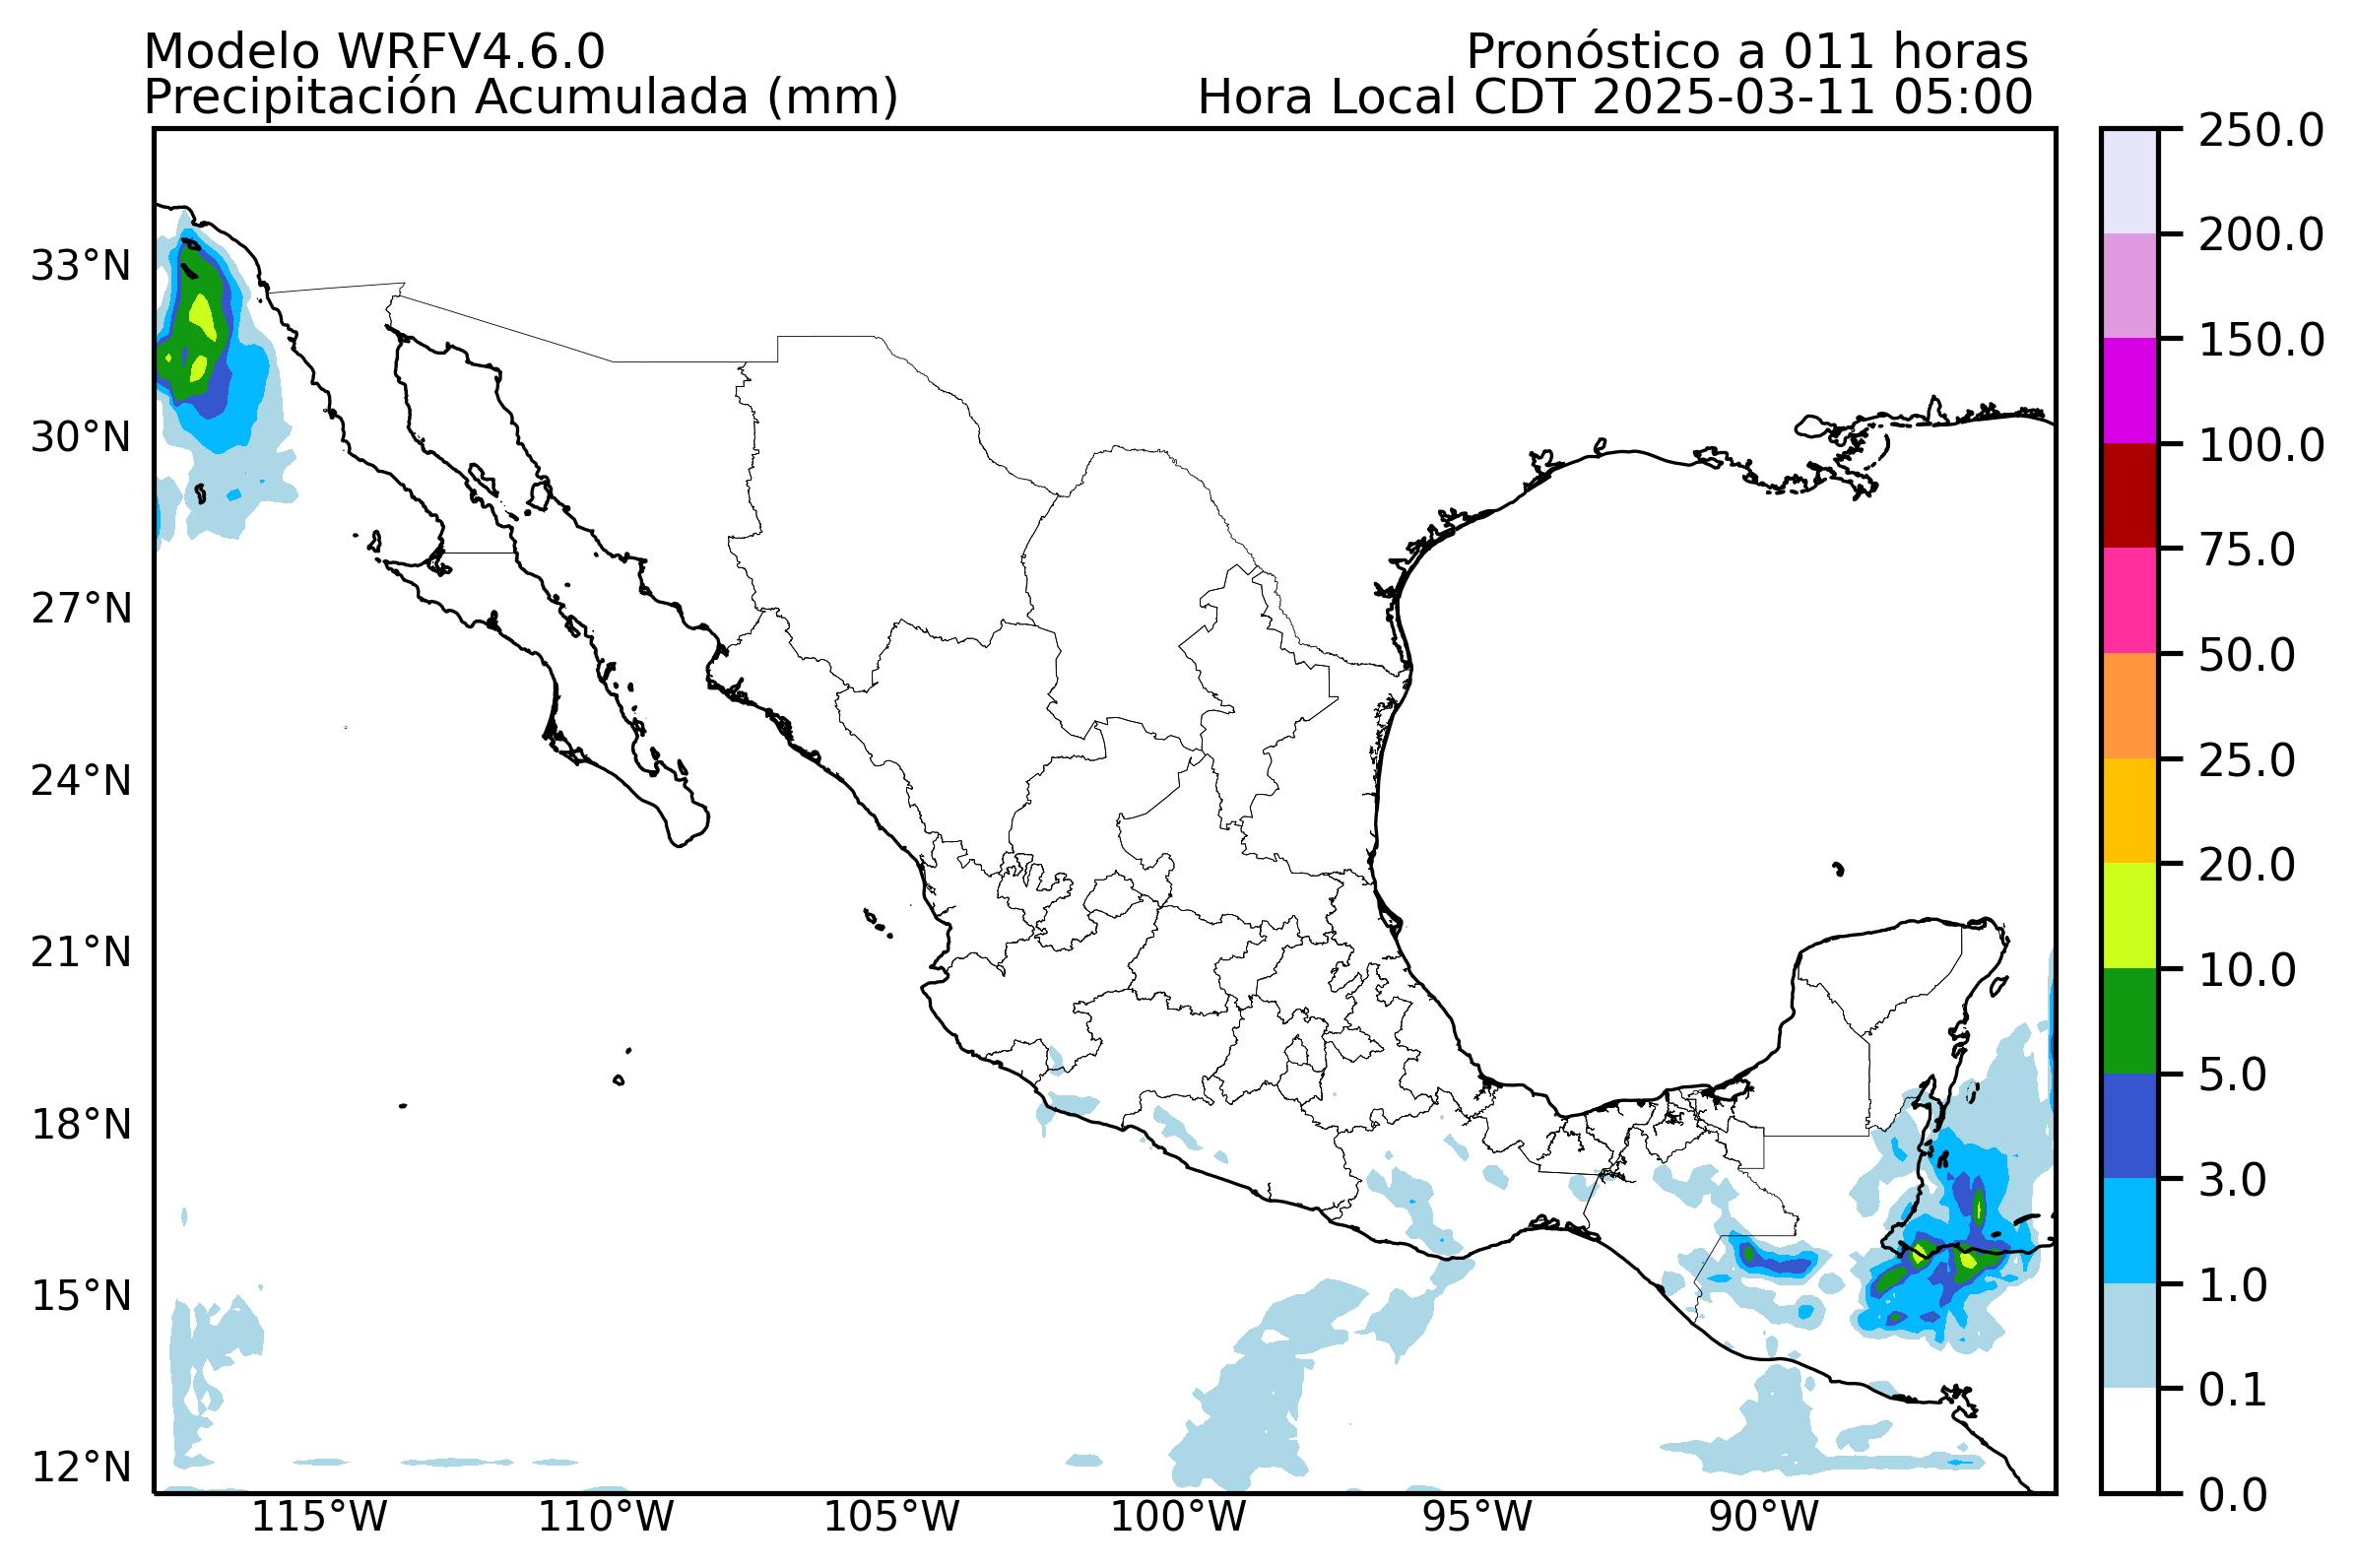 Modelo WRFV4.6.0
Pronóstico a 011 horas
Precipitación Acumulada (mm)
Hora Local CDT 2025-03-11 05:00
33°N
30°N
27°N
24°N
21°N
18°N
15°N
12°N
115°W
110°W
105°W
100°W
95°W
90°W
250.0
200.0
150.0
100.0
75.0
50.0
25.0
20.0
10.0
5.0
3.0
1.0
0.1
0.0